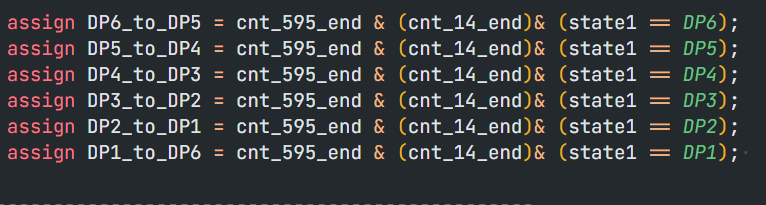 assign DP6_to_DP5 = cnt_595_end & (cnt_14_end)& (state1 == DP6);
assign DP5_to_DP4 = cnt_595_end & (cnt_14_end)& (state1 == DP5);
assign DP4_to_DP3 = cnt_595_end & (cnt_14_end)& (state1 == DP4);
assign DP3_to_DP2 = cnt_595_end & (cnt_14_end)& (state1 == DP3);
assign DP2_to_DP1 = cnt_595_end & (cnt_14_end)& (state1 == DP2);
assign DP1_to_DP6 = cnt_595_end & (cnt_14_end)& (state1 == DP1);